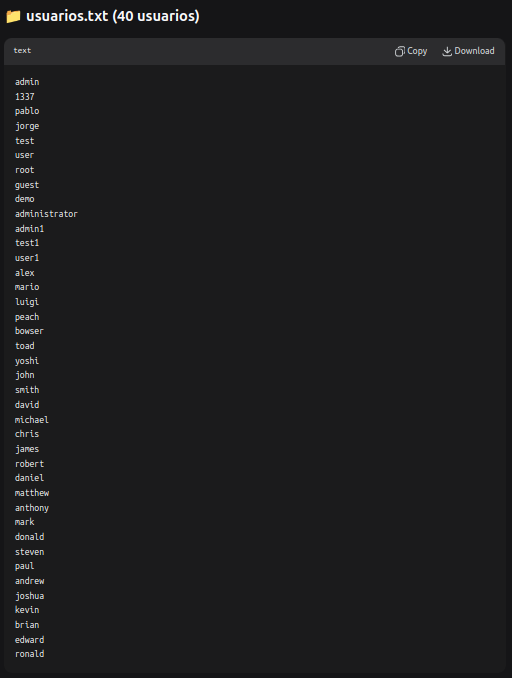 📁 usuarios.txt (40 usuarios)
text Copy Download
admin
1337
pablo
jorge
test
user
root
guest
demo
administrator
admin1
test1
user1
alex
mario
luigi
peach
bowser
toad
yoshi
john
smith
david
michael
chris
james
robert
daniel
matthew
anthony
mark
donald
steven
paul
andrew
joshua
kevin
brian
edward
ronald